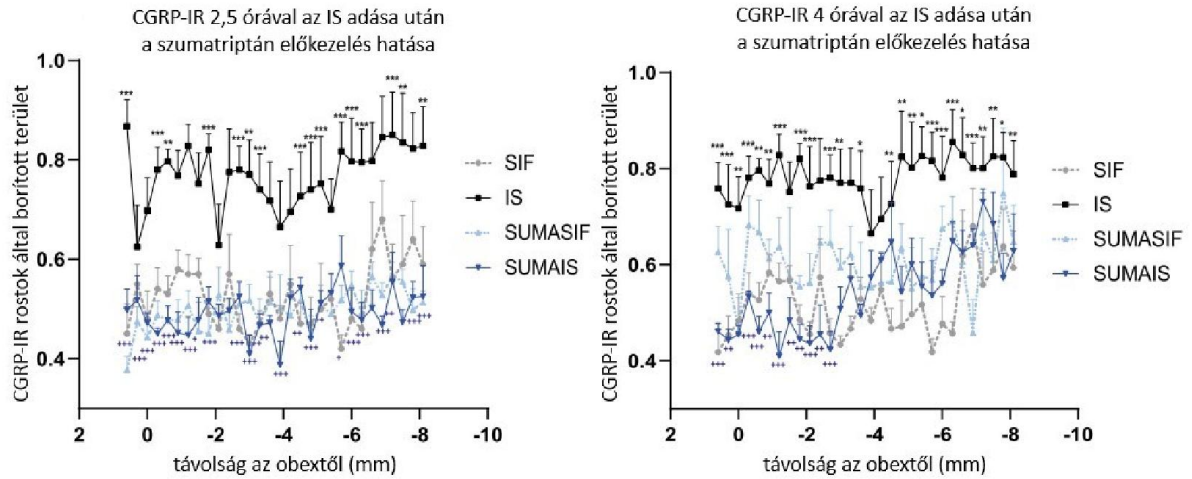 CGRP-IR 2,5 órával az IS adása után
a szumatriptán előkezelés hatása
CGRP-IR rostok által borított terület
1.0
0.8
0.6
0.4
2
0
-2
-4
-6
-8
-10
távolság az obextől (mm)
SIF
IS
SUMASIF
SUMAIS
CGRP-IR 4 órával az IS adása után
a szumatriptán előkezelés hatása
CGRP-IR rostok által borított terület
1.0
0.8
0.6
0.4
2
0
-2
-4
-6
-8
-10
távolság az obextől (mm)
SIF
IS
SUMASIF
SUMAIS